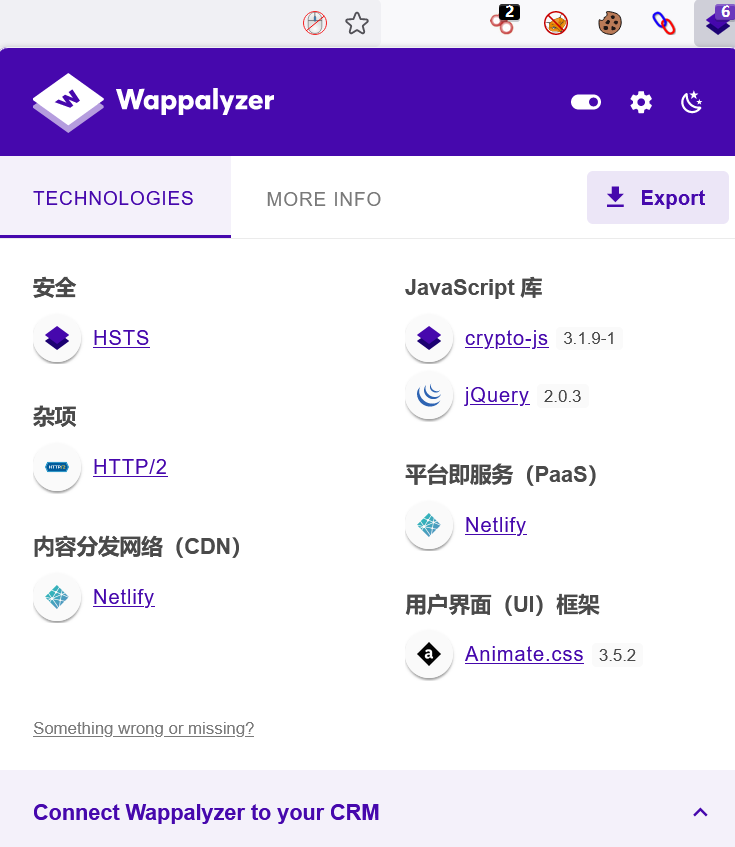 2
6
Wappalyzer
TECHNOLOGIES
MORE INFO
Export
安全
HSTS
杂项
HTTP/2
内容分发网络（CDN）
Netlify
JavaScript 库
crypto-js 3.1.9-1
jQuery 2.0.3
平台即服务（PaaS）
Netlify
用户界面（UI）框架
Animate.css 3.5.2
Something wrong or missing?
Connect Wappalyzer to your CRM